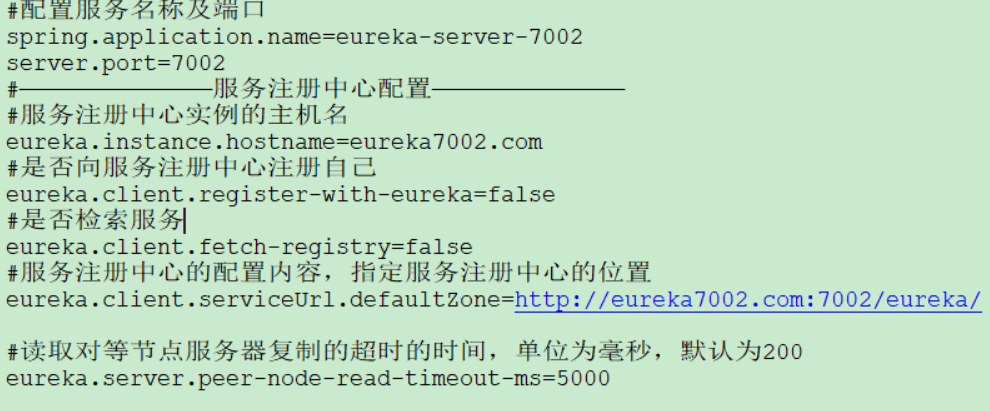 #配置服务名称及端口
spring.application.name=eureka-server-7002
server.port=7002
#———————服务注册中心配置———————
#服务注册中心实例的主机名
eureka.instance.hostname=eureka7002.com
#是否向服务注册中心注册自己
eureka.client.register-with-eureka=false
#是否检索服务
eureka.client.fetch-registry=false
#服务注册中心的配置内容，指定服务注册中心的位置
eureka.client.serviceUrl.defaultZone=http://eureka7002.com:7002/eureka/
#读取对等节点服务器复制的超时的时间，单位为毫秒，默认为200
eureka.server.peer-node-read-timeout-ms=5000